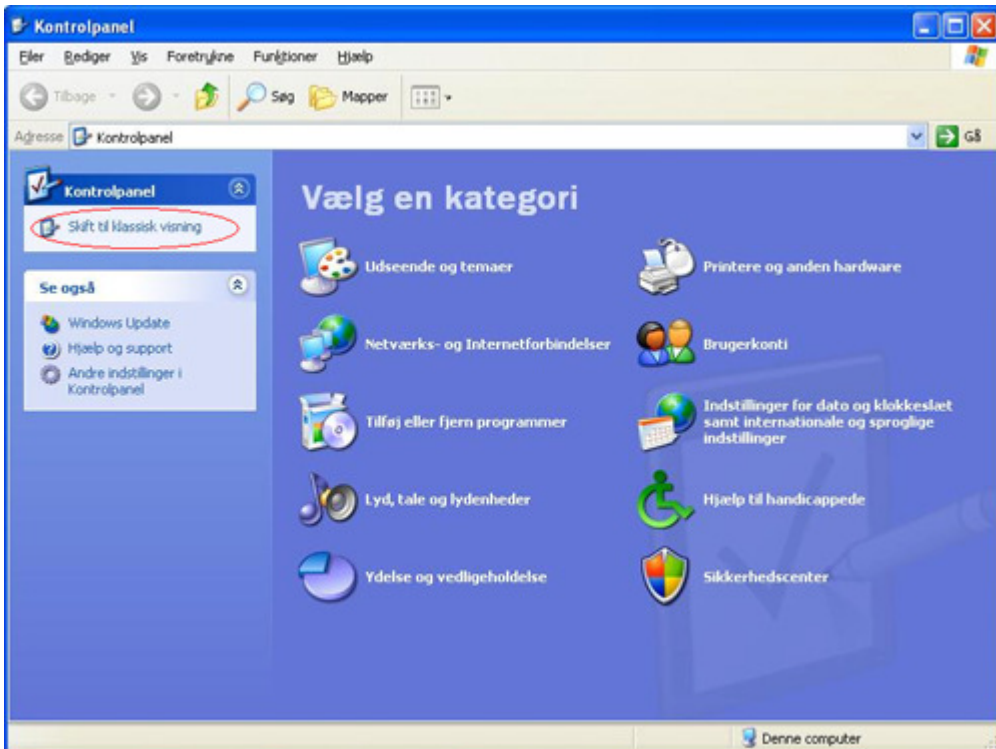 Kontrolpanel
Filer Rediger Vis Foretrukne Funktioner Hjælp
Tilbage Søg Mapper
Adresse Kontrolpanel Gå
Kontrolpanel
Skift til klassisk visning
Se også
Windows Update
Hjælp og support
Andre indstillinger i
Kontrolpanel
Vælg en kategori
Udseende og temaer
Printere og anden hardware
Netværks- og Internetforbindelser
Brugerkonti
Tilføj eller fjern programmer
Indstillinger for dato og klokkeslæt
samt internationale og sproglige
indstillinger
Lyd, tale og lydenheder
Hjælp til handicappede
Ydelse og vedligeholdelse
Sikkerhedscenter
Denne computer